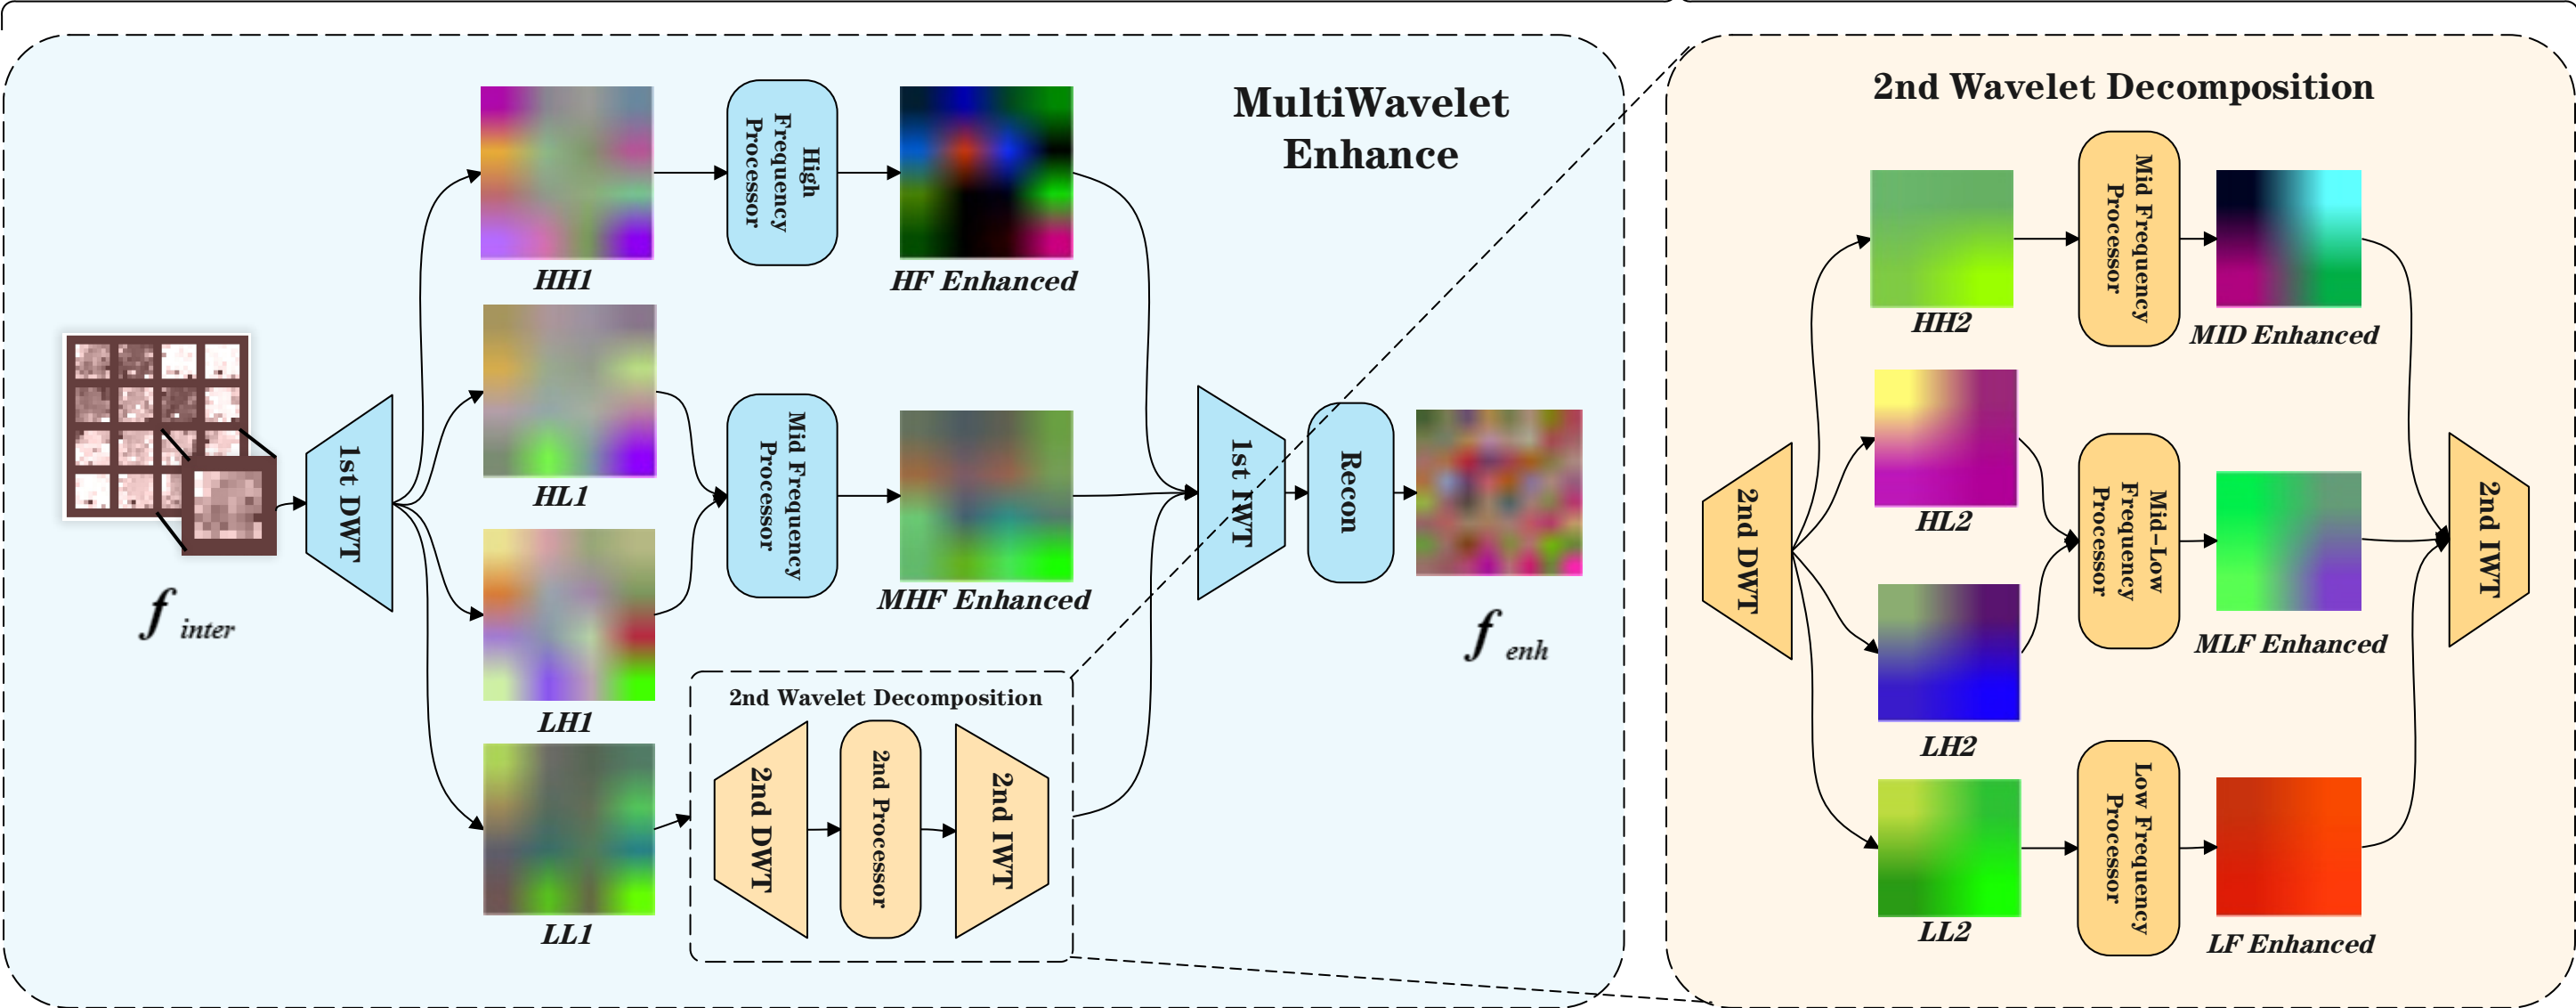 MultiWavelet
Enhance
f inter
1st DWT
HH1
High
Frequency
Processor
HF Enhanced
HL1
LH1
Mid Frequency
Processor
MHF Enhanced
LL1
2nd Wavelet Decomposition
2nd DWT
2nd Processor
2nd IWT
1st IWT
Recon
f enh
2nd Wavelet Decomposition
2nd DWT
HH2
Mid Frequency
Processor
MID Enhanced
HL2
LH2
Mid-Low
Frequency
Processor
MLF Enhanced
LL2
Low Frequency
Processor
LF Enhanced
2nd IWT